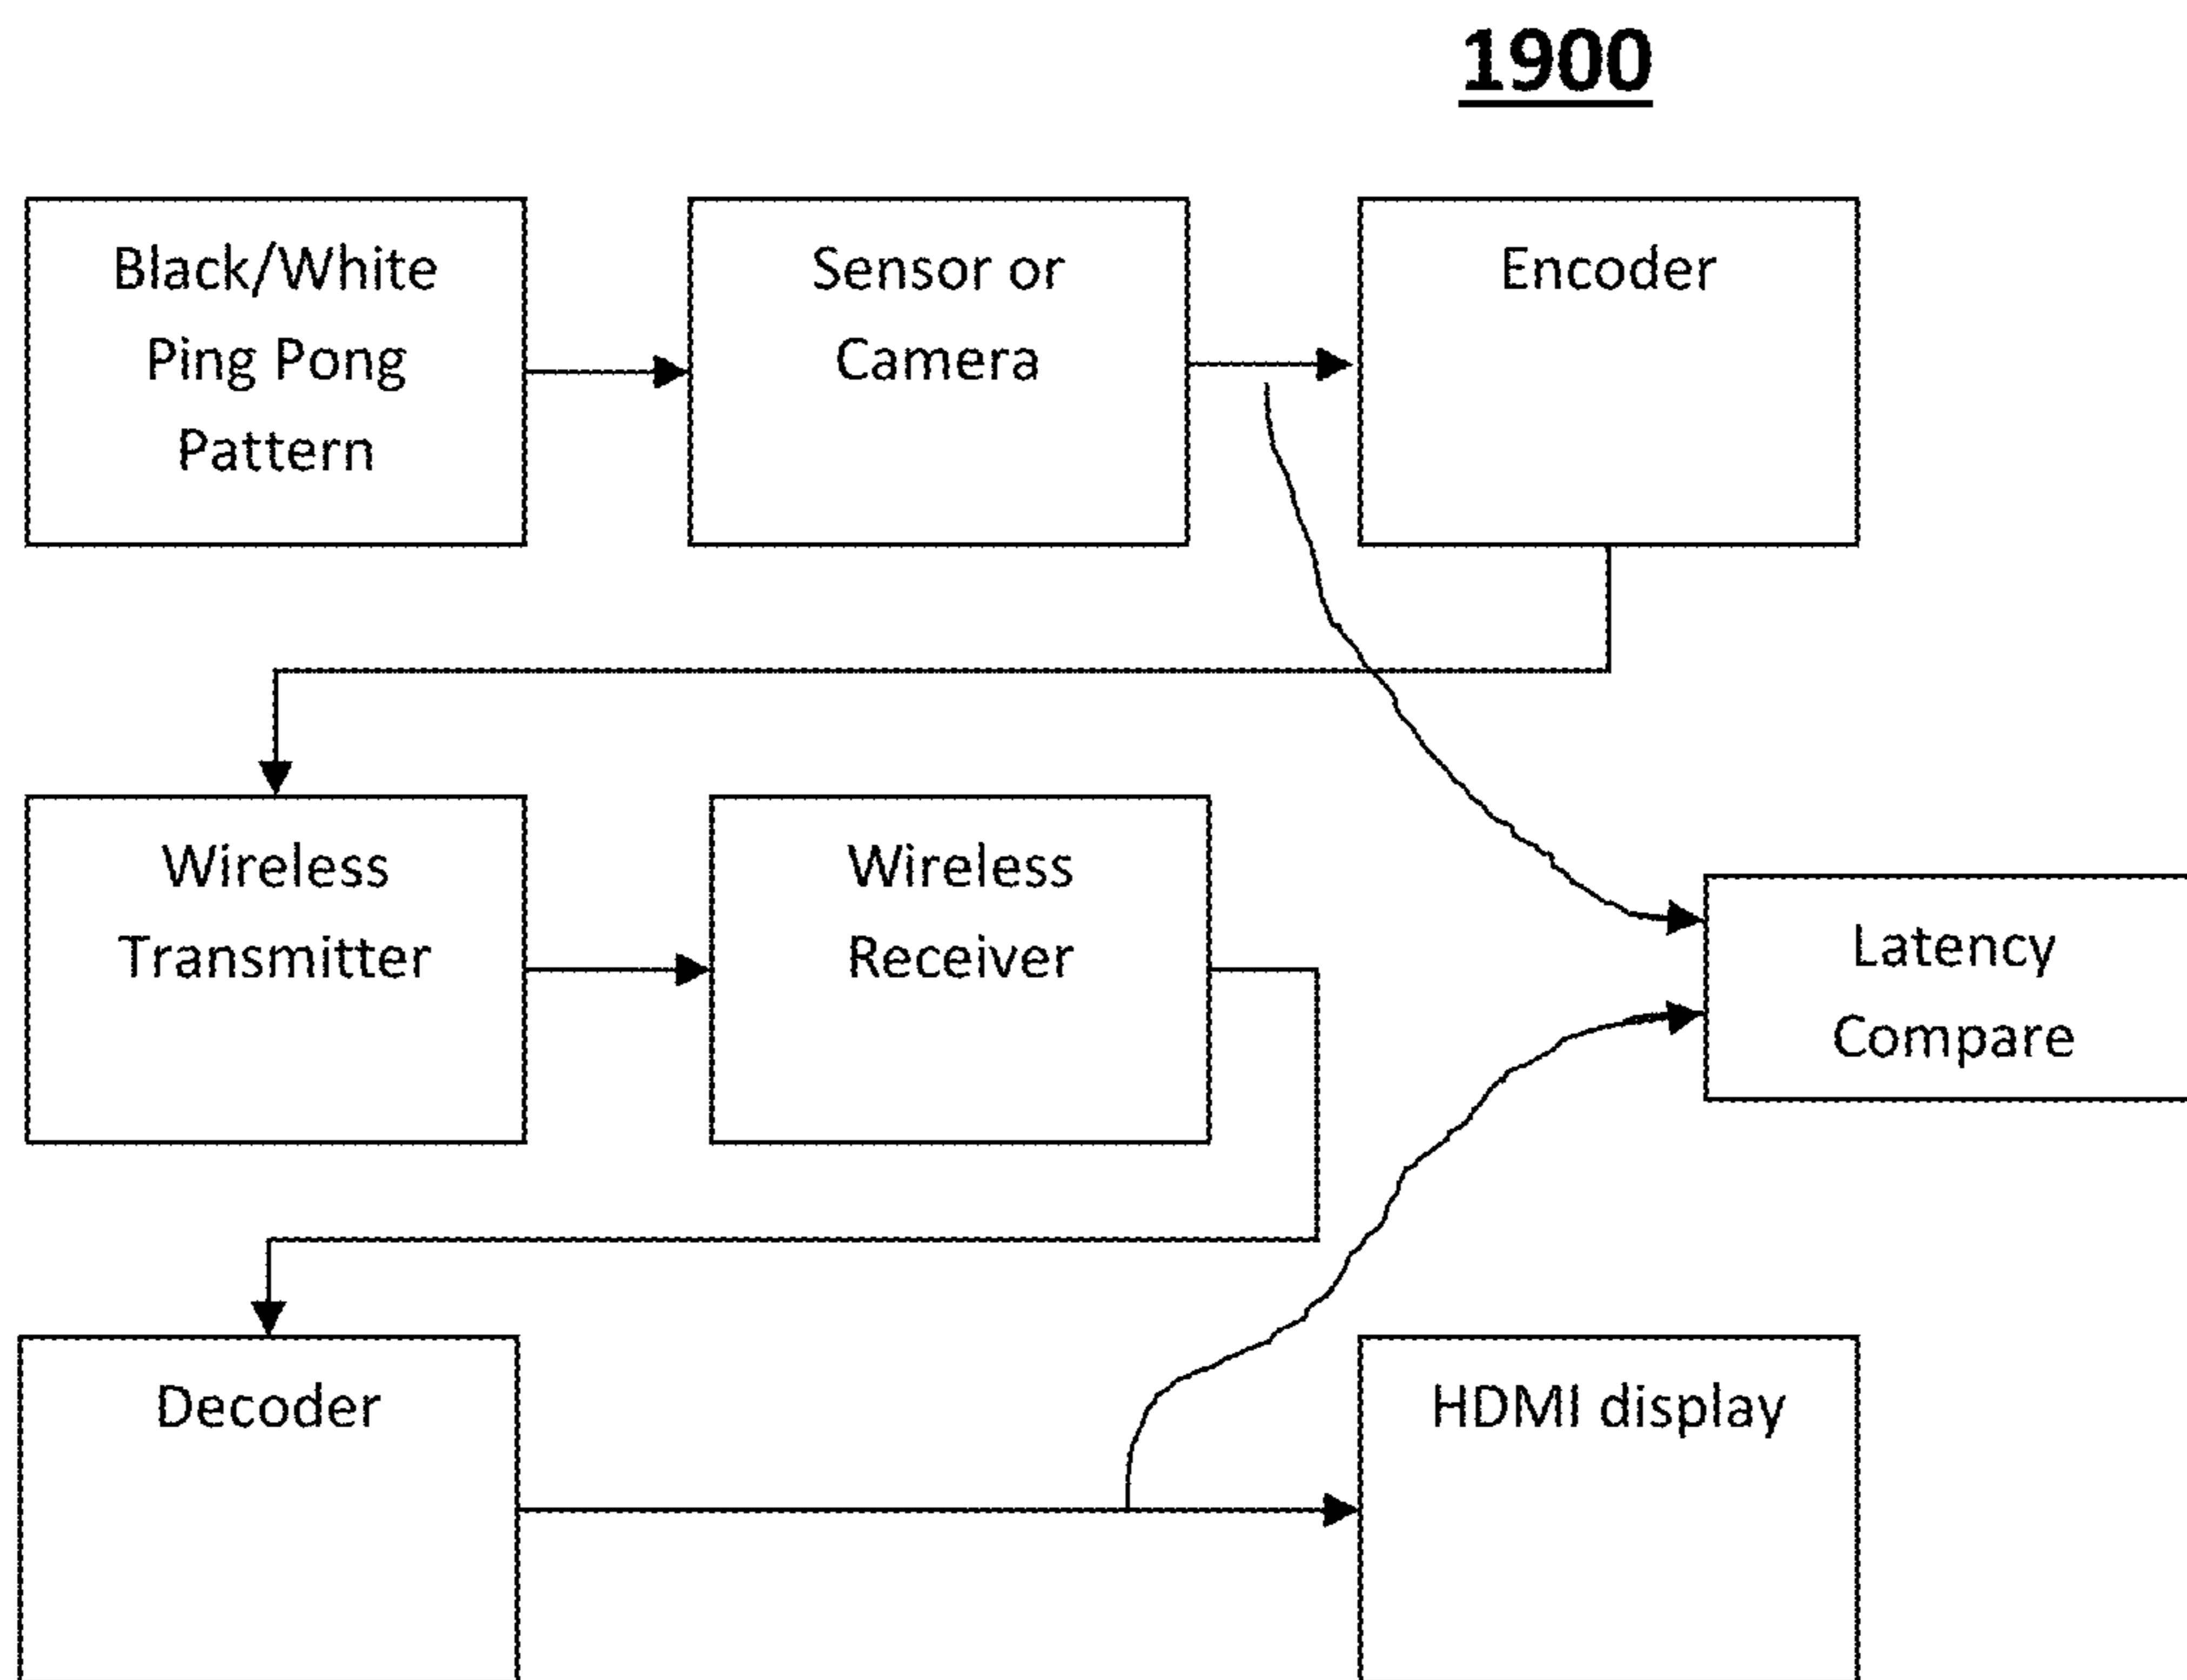 1900
Black/White
Ping Pong
Pattern
Sensor or
Camera
Encoder
Wireless
Transmitter
Wireless
Receiver
Latency
Compare
Decoder
HDMI display